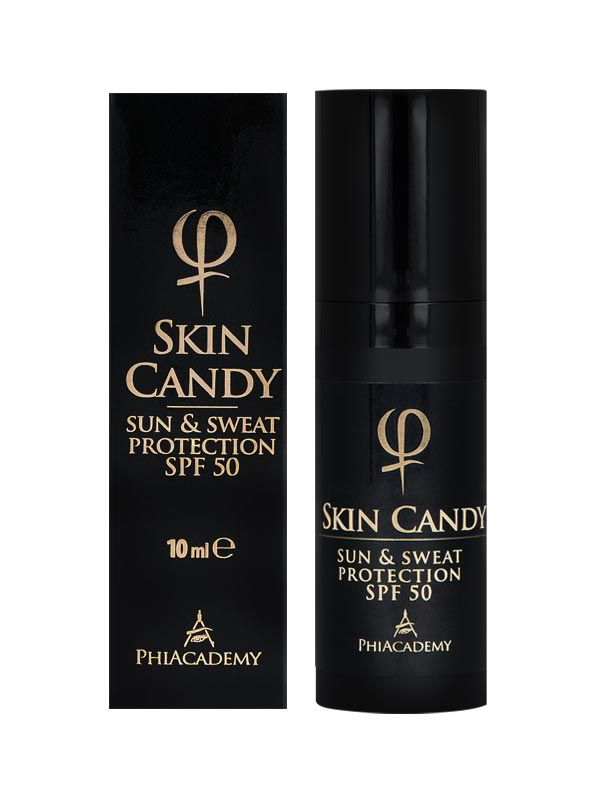 φ
SKIN
CANDY
SUN & SWEAT
PROTECTION
SPF 50
10 ml e
PHIACADEMY
φ
SKIN CANDY
SUN & SWEAT
PROTECTION
SPF 50
PHIACADEMY